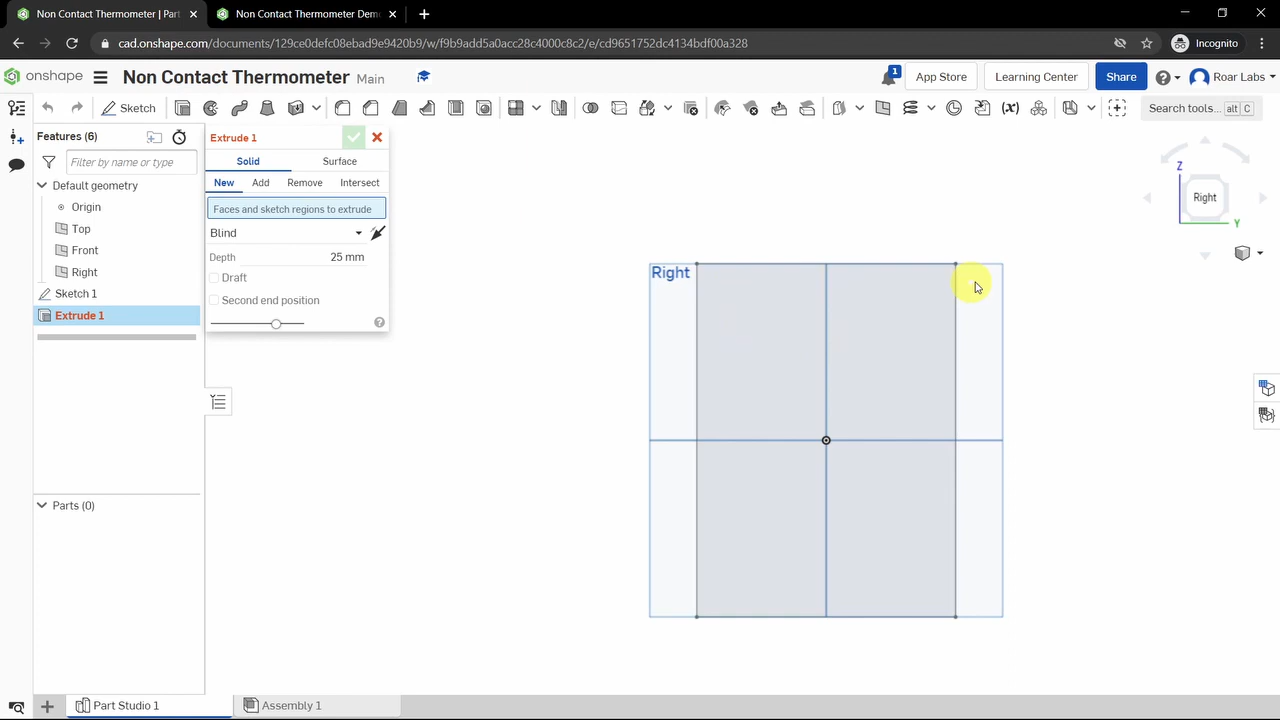 Non Contact Thermometer | Part
Non Contact Thermometer Demo
cad.onshape.com/documents/129ce0defc08ebad9e9420b9/w/f9b9add5a0acc28c4000c8c2/e/cd9651752dc4134bdf00a328
Incognito
onshape
Non Contact Thermometer Main
1
App Store
Learning Center
Share
Roar Labs
Sketch
Search tools... alt C
Features (6)
Filter by name or type
Default geometry
Origin
Top
Front
Right
Sketch 1
Extrude 1
Parts (0)
Extrude 1
Solid Surface
New Add Remove Intersect
Faces and sketch regions to extrude
Blind
Depth 25 mm
Draft
Second end position
Right
Z
Right
Y
Part Studio 1
Assembly 1